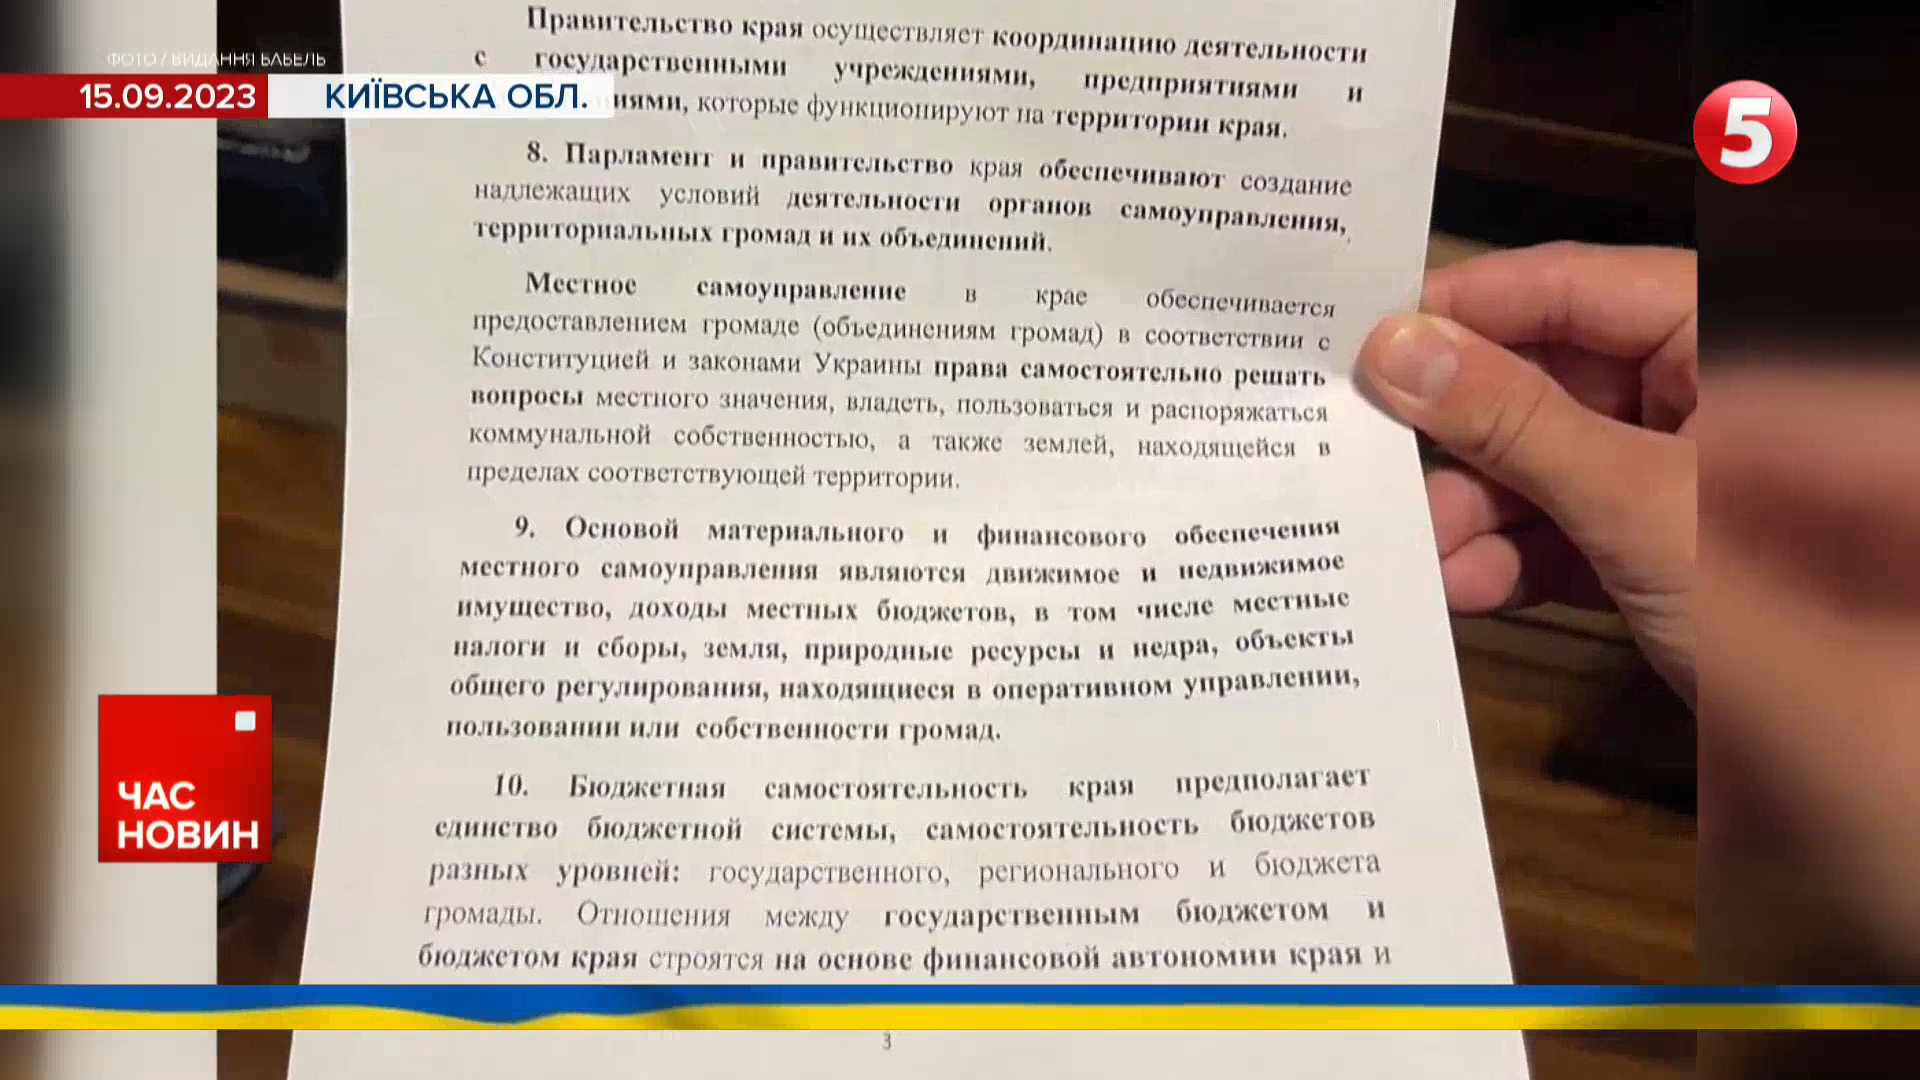 Правительство края осуществляет координацию деятельности
ФОТО / ВИДАННЯ БАБЕЛЬ
с государственными учреждениями, предприятиями и
15.09.2023
КИЇВСЬКА ОБЛ.
иями, которые функционируют на территории края.
5
8. Парламент и правительство края обеспечивают создание
надлежащих условий деятельности органов самоуправления,
территориальных громад и их объединений.
Местное самоуправление в крае обеспечивается
предоставлением громаде (объединениям громад) в соответствии с
Конституцией и законами Украины права самостоятельно решать
вопросы местного значения, владеть, пользоваться и распоряжаться
коммунальной собственностью, а также землей, находящейся в
пределах соответствующей территории.
9. Основой материального и финансового обеспечения
местного самоуправления являются движимое и недвижимое
имущество, доходы местных бюджетов, в том числе местные
налоги и сборы, земля, природные ресурсы и недра, объекты
общего регулирования, находящиеся в оперативном управлении,
пользовании или собственности громад.
10. Бюджетная самостоятельность края предполагает
единство бюджетной системы, самостоятельность бюджетов
разных уровней: государственного, регионального и бюджета
громады. Отношения между государственным бюджетом и
бюджетом края строятся на основе финансовой автономии края и
ЧАС
НОВИН
3